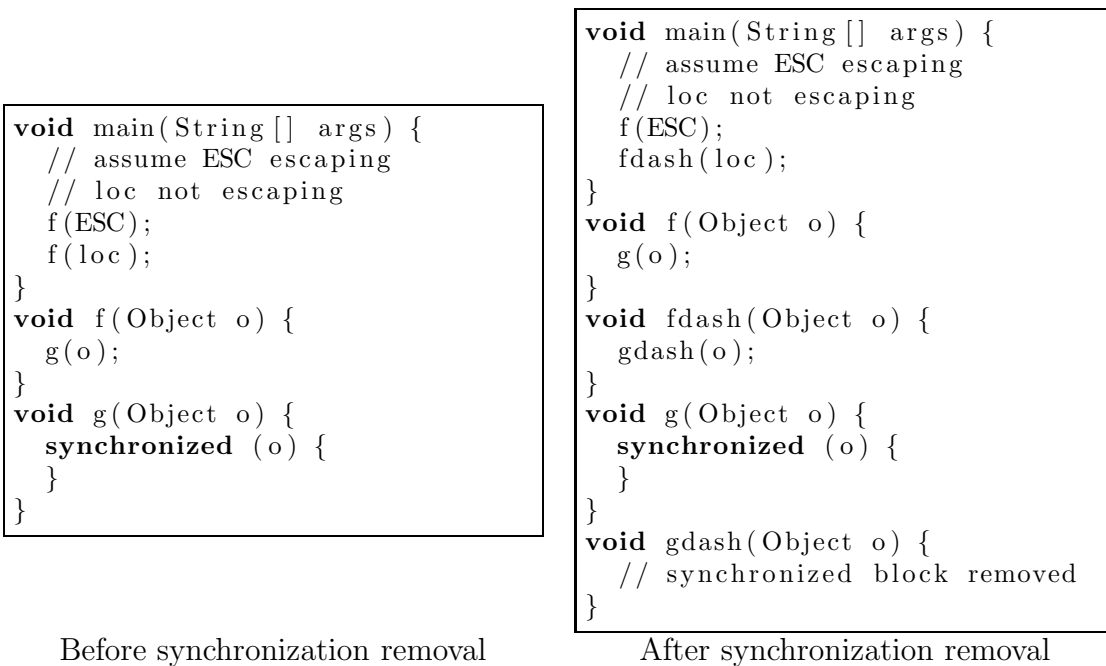 void main(String[] args) {
  // assume ESC escaping
  // loc not escaping
  f(ESC);
  f(loc);
}
void f(Object o) {
  g(o);
}
void g(Object o) {
  synchronized (o) {
  }
}
Before synchronization removal
void main(String[] args) {
  // assume ESC escaping
  // loc not escaping
  f(ESC);
  fdash(loc);
}
void f(Object o) {
  g(o);
}
void fdash(Object o) {
  gdash(o);
}
void g(Object o) {
  synchronized (o) {
  }
}
void gdash(Object o) {
  // synchronized block removed
}
After synchronization removal